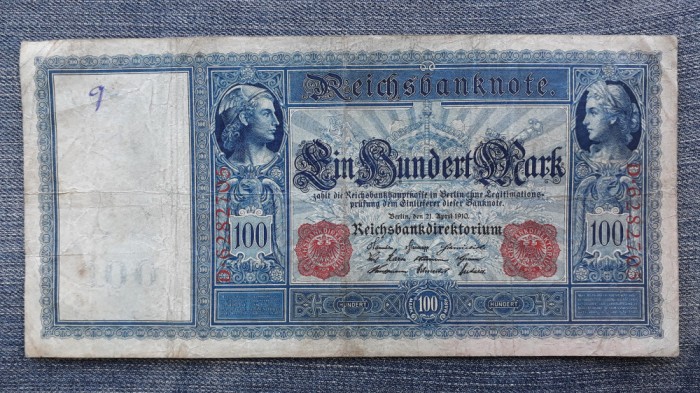 9
Reichsbanknote.
Ein Hundert Mark
zahlt die Reichsbankhauptkasse in Berlin ohne Legitimations-
prüfung dem Einlieferer dieser Banknote.
Berlin, den 21. April 1910.
Reichsbankdirektorium
100
100
HUNDERT
100
HUNDERT